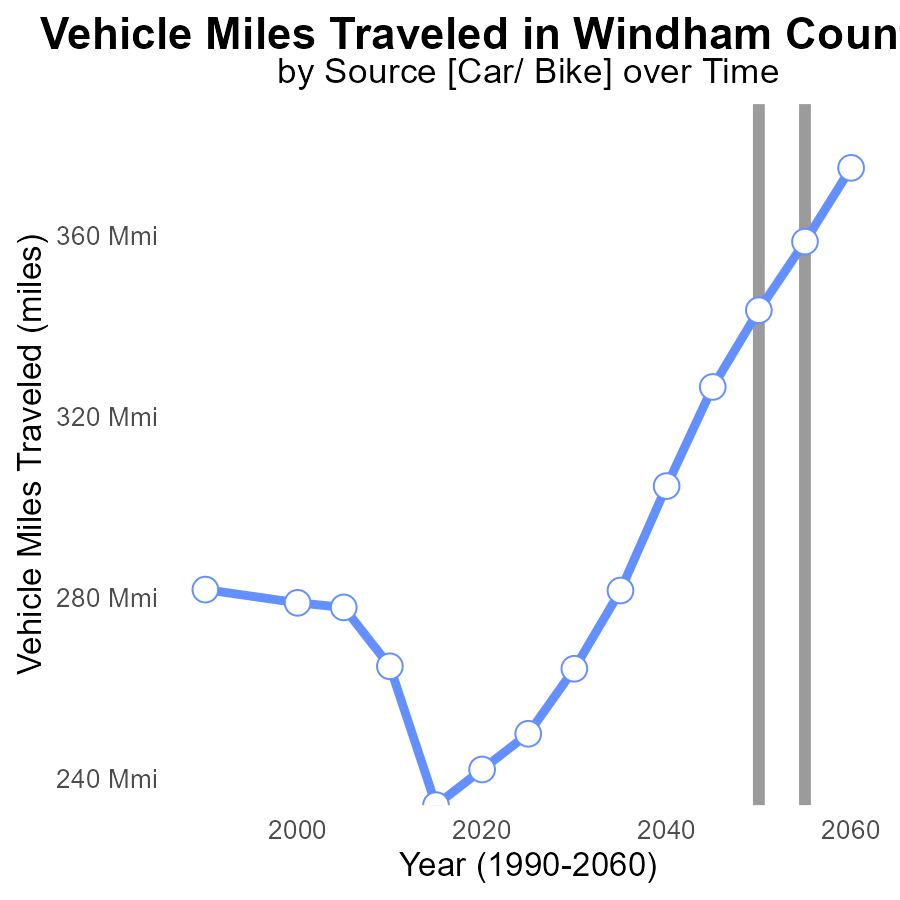 Vehicle Miles Traveled in Windham Coun
by Source [Car/ Bike] over Time
Vehicle Miles Traveled (miles)
360 Mmi
320 Mmi
280 Mmi
240 Mmi
2000 2020 2040 2060
Year (1990-2060)